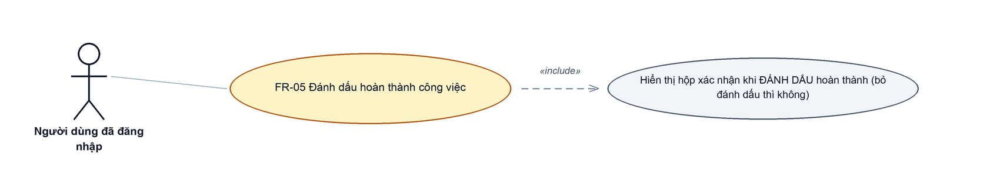 «include»
Hiển thị hộp xác nhận khi ĐÁNH DẤU hoàn thành (bỏ
đánh dấu thì không)
FR-05 Đánh dấu hoàn thành công việc
Người dùng đã đăng
nhập